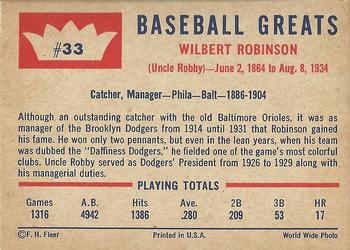 #33
BASEBALL GREATS
WILBERT ROBINSON
(Uncle Robby)—June 2, 1864 to Aug. 8, 1934
Catcher, Manager—Phila—Balt—1886-1904
Although an outstanding catcher with the old Baltimore Orioles, it was as
manager of the Brooklyn Dodgers from 1914 until 1931 that Robinson gained
his fame. He won only two pennants, but even in the lean years, when his team
was dubbed the "Daffiness Dodgers," he fielded one of the game's most colorful
clubs. Uncle Robby served as Dodgers' President from 1926 to 1929 along with
his managerial duties.
PLAYING TOTALS
Games A.B. Hits Ave. 2B 3B HR
1316 4942 1386 .280 209 53 17
©F. H. Fleer Printed in U.S.A. World Wide Photo